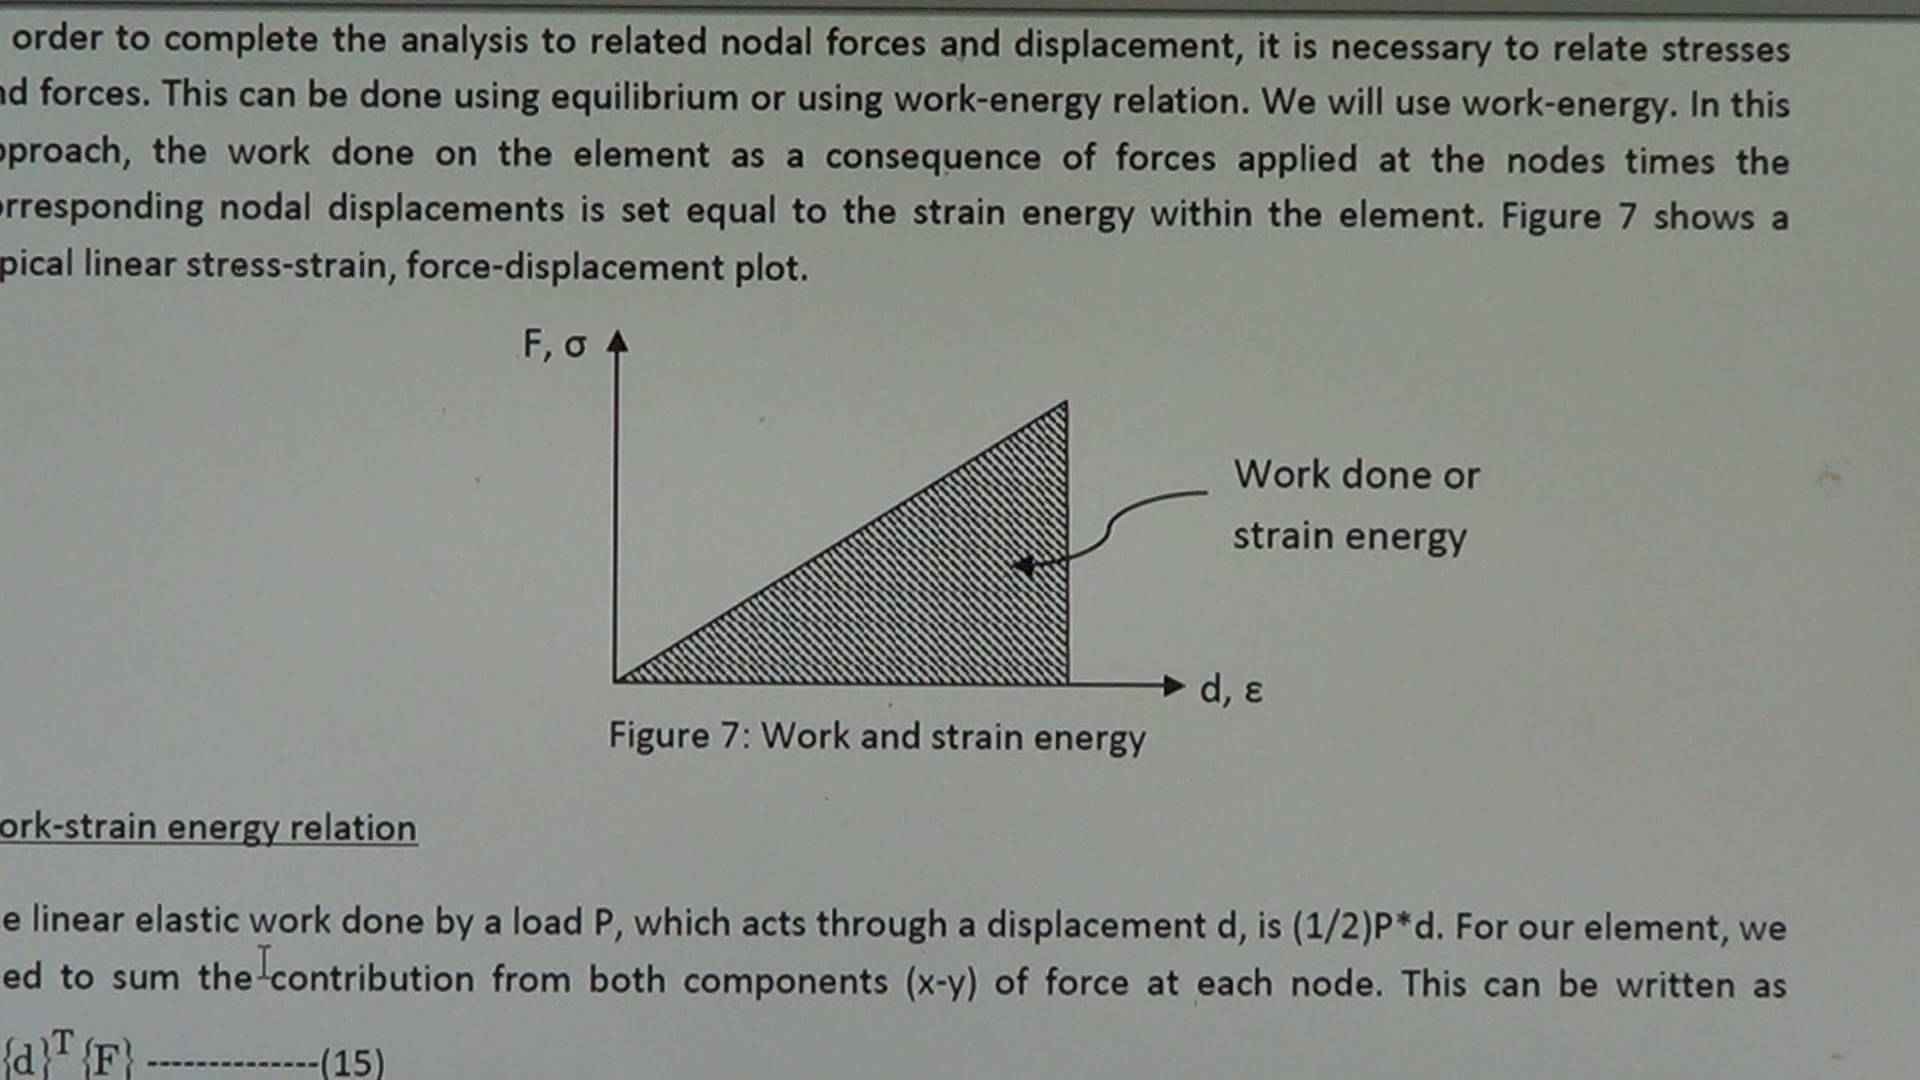 order to complete the analysis to related nodal forces and displacement, it is necessary to relate stresses
nd forces. This can be done using equilibrium or using work-energy relation. We will use work-energy. In this
pproach, the work done on the element as a consequence of forces applied at the nodes times the
orresponding nodal displacements is set equal to the strain energy within the element. Figure 7 shows a
pical linear stress-strain, force-displacement plot.
F, σ
Work done or
strain energy
d, ε
Figure 7: Work and strain energy
ork-strain energy relation
e linear elastic work done by a load P, which acts through a displacement d, is (1/2)P*d. For our element, we
ed to sum the contribution from both components (x-y) of force at each node. This can be written as
{d}ᵀ {F} --------------(15)